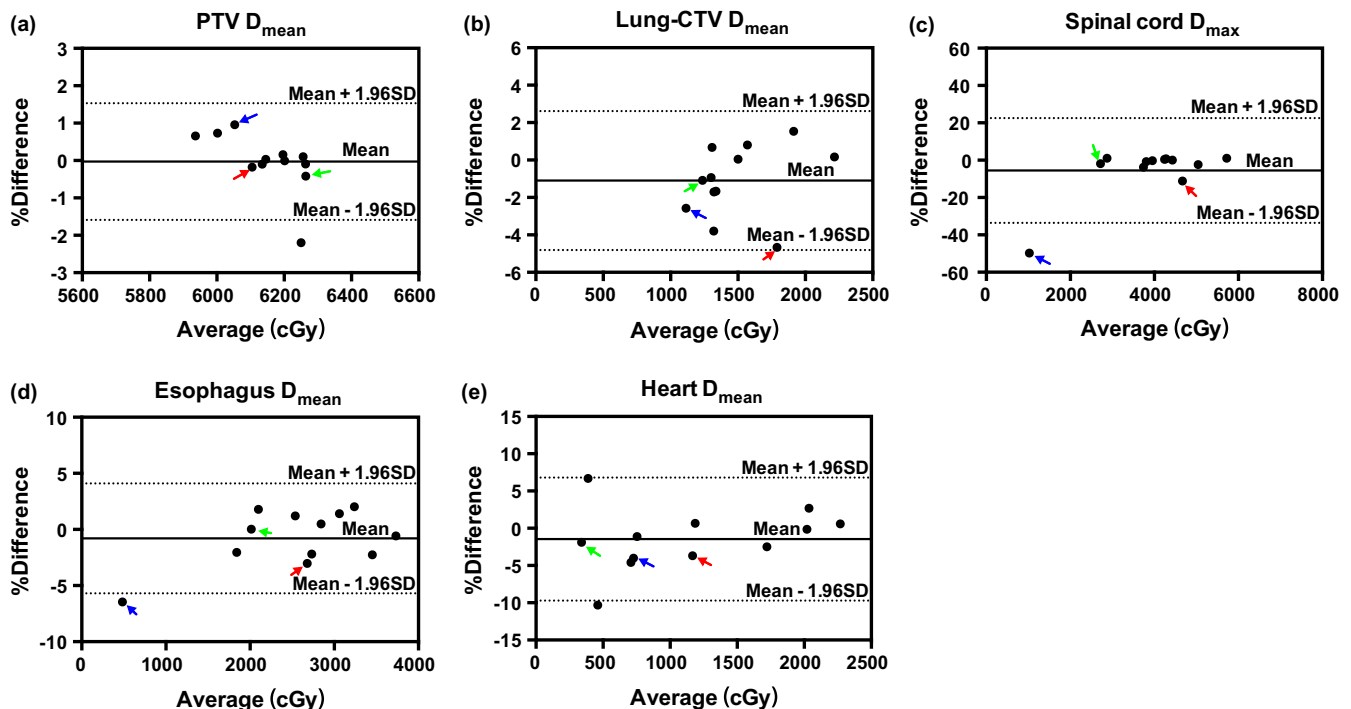 (a) PTV D_mean
3
2
1
0
-1
-2
-3
%Difference
Mean + 1.96SD
Mean
Mean - 1.96SD
5600 5800 6000 6200 6400 6600
Average (cGy)
(b) Lung-CTV D_mean
6
4
2
0
-2
-4
-6
%Difference
Mean + 1.96SD
Mean
Mean - 1.96SD
0 500 1000 1500 2000 2500
Average (cGy)
(c) Spinal cord D_max
60
40
20
0
-20
-40
-60
%Difference
Mean + 1.96SD
Mean
Mean - 1.96SD
0 2000 4000 6000 8000
Average (cGy)
(d) Esophagus D_mean
10
5
0
-5
-10
%Difference
Mean + 1.96SD
Mean
Mean - 1.96SD
0 1000 2000 3000 4000
Average (cGy)
(e) Heart D_mean
15
10
5
0
-5
-10
-15
%Difference
Mean + 1.96SD
Mean
Mean - 1.96SD
0 500 1000 1500 2000 2500
Average (cGy)